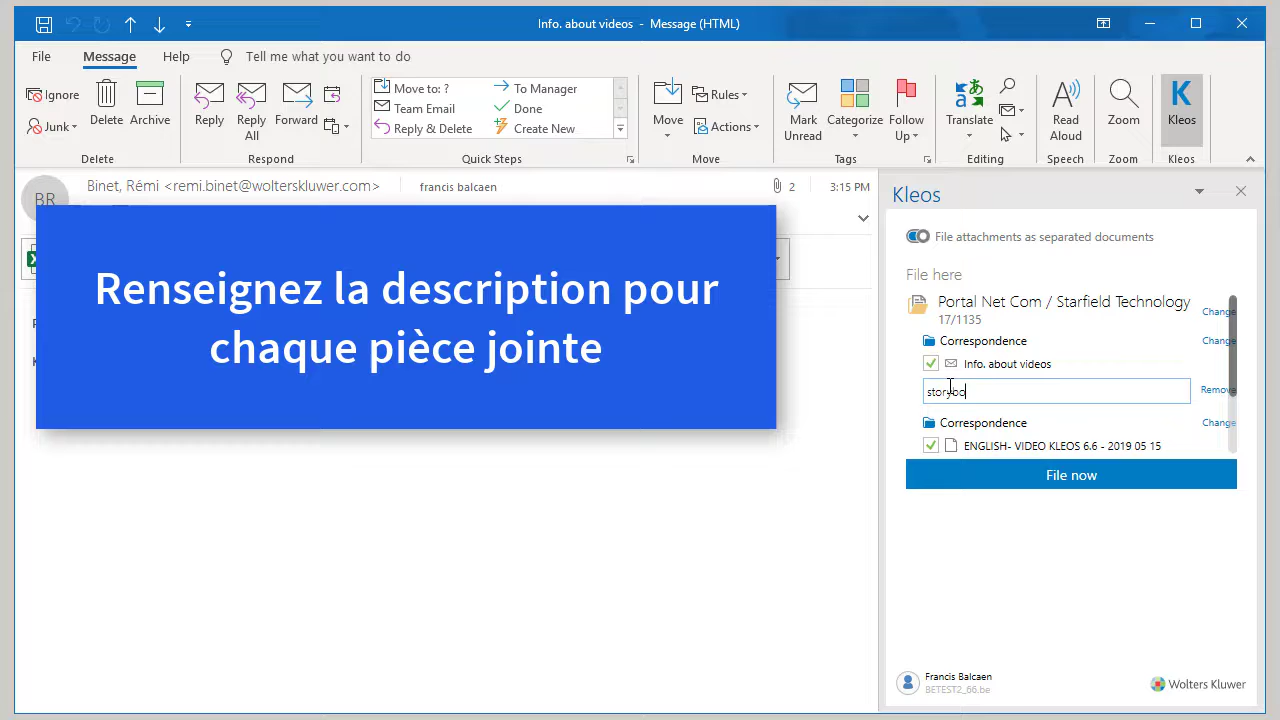 Info. about videos - Message (HTML)
File Message Help Tell me what you want to do
Ignore
Junk
Delete
Archive
Delete
Reply
Reply All
Forward
Respond
Move to: ?
Team Email
Reply & Delete
To Manager
Done
Create New
Quick Steps
Move
Rules
Actions
Move
Mark Unread
Categorize
Follow Up
Tags
Translate
Editing
Read Aloud
Speech
Zoom
Zoom
K
Kleos
Kleos
BR
Binet, Rémi <remi.binet@wolterskluwer.com>
francis balcaen
2
3:15 PM
Renseignez la description pour
chaque pièce jointe
Kleos
File attachments as separated documents
File here
Portal Net Com / Starfield Technology
17/1135
Change
Correspondence
Change
Info. about videos
Remove
Correspondence
Change
ENGLISH- VIDEO KLEOS 6.6 - 2019 05 15
File now
Francis Balcaen
BETEST2_66.be
Wolters Kluwer